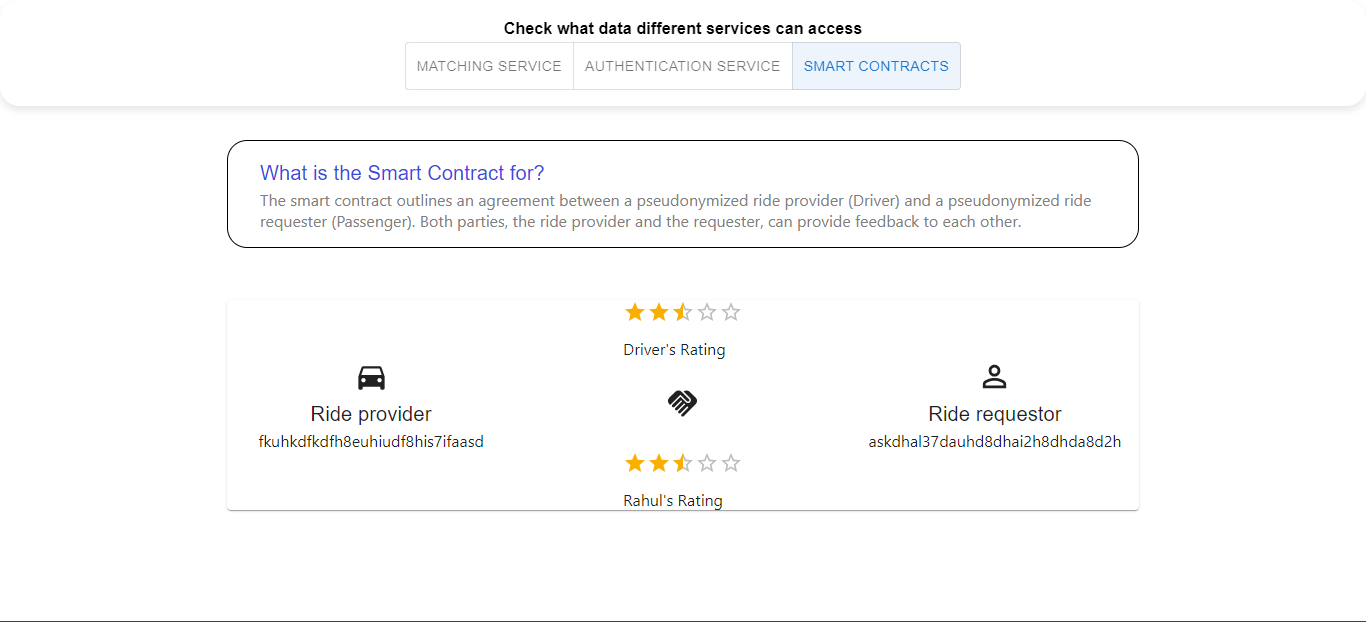 Check what data different services can access
MATCHING SERVICE
AUTHENTICATION SERVICE
SMART CONTRACTS
What is the Smart Contract for?
The smart contract outlines an agreement between a pseudonymized ride provider (Driver) and a pseudonymized ride
requester (Passenger). Both parties, the ride provider and the requester, can provide feedback to each other.
Driver's Rating
Ride provider
fkuhkdfkdfh8euhiudf8his7ifaasd
Ride requestor
askdhal37dauhd8dhai2h8dhda8d2h
Rahul's Rating